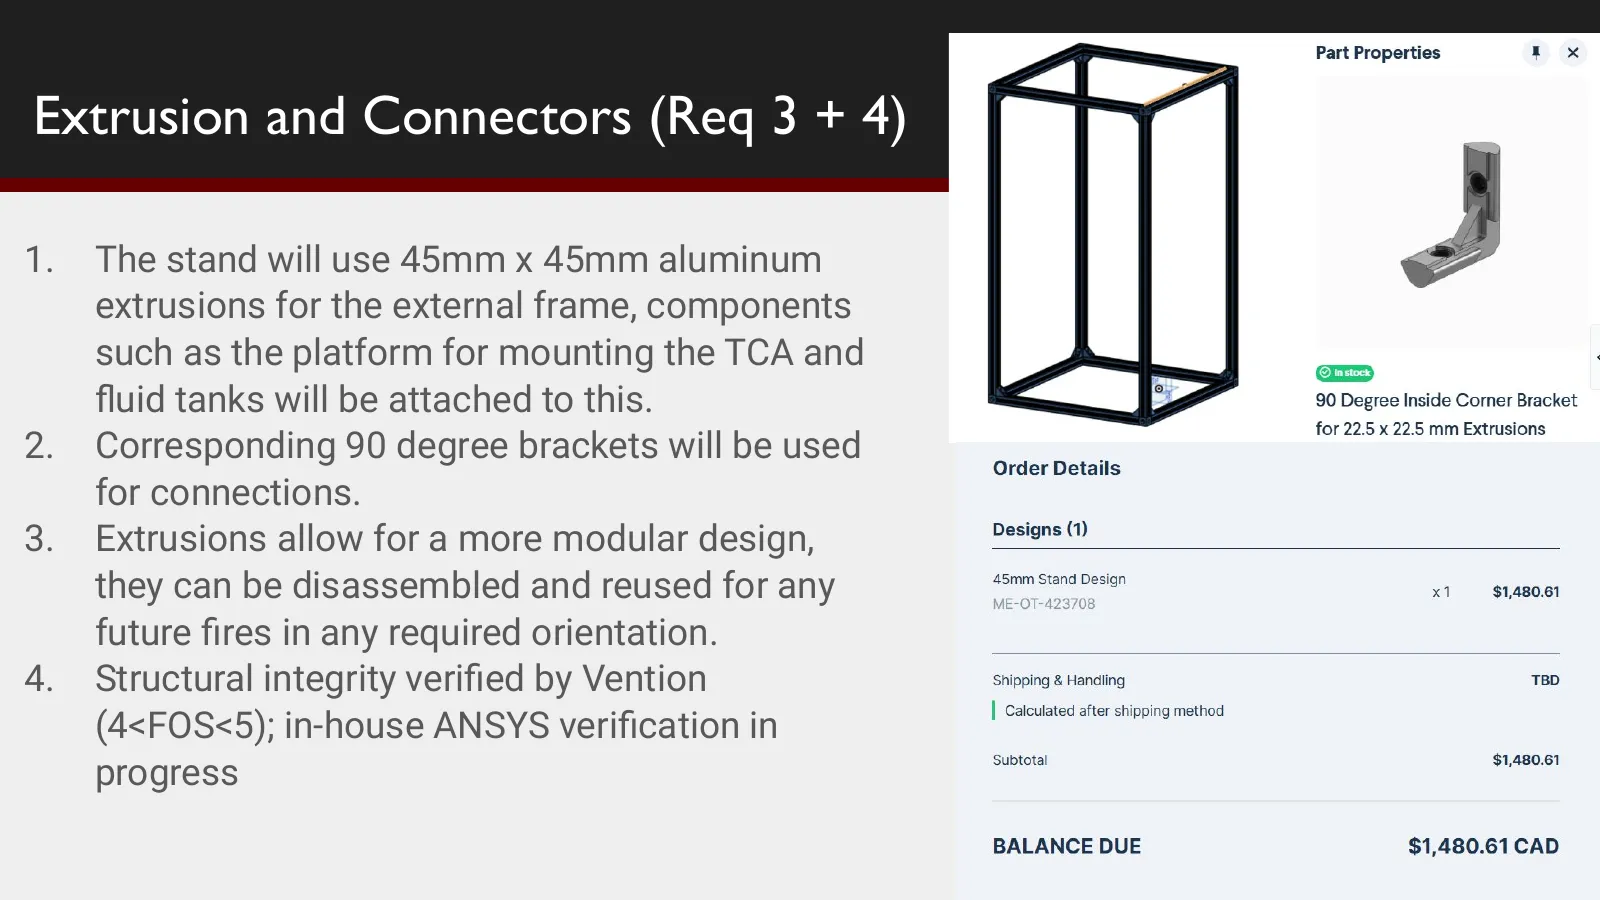 Extrusion and Connectors (Req 3 + 4)
1. The stand will use 45mm x 45mm aluminum
extrusions for the external frame, components
such as the platform for mounting the TCA and
fluid tanks will be attached to this.
2. Corresponding 90 degree brackets will be used
for connections.
3. Extrusions allow for a more modular design,
they can be disassembled and reused for any
future fires in any required orientation.
4. Structural integrity verified by Vention
(4<FOS<5); in-house ANSYS verification in
progress
Part Properties
In stock
90 Degree Inside Corner Bracket
for 22.5 x 22.5 mm Extrusions
Order Details
Designs (1)
45mm Stand Design
ME-OT-423708
x 1 $1,480.61
Shipping & Handling TBD
Calculated after shipping method
Subtotal $1,480.61
BALANCE DUE $1,480.61 CAD